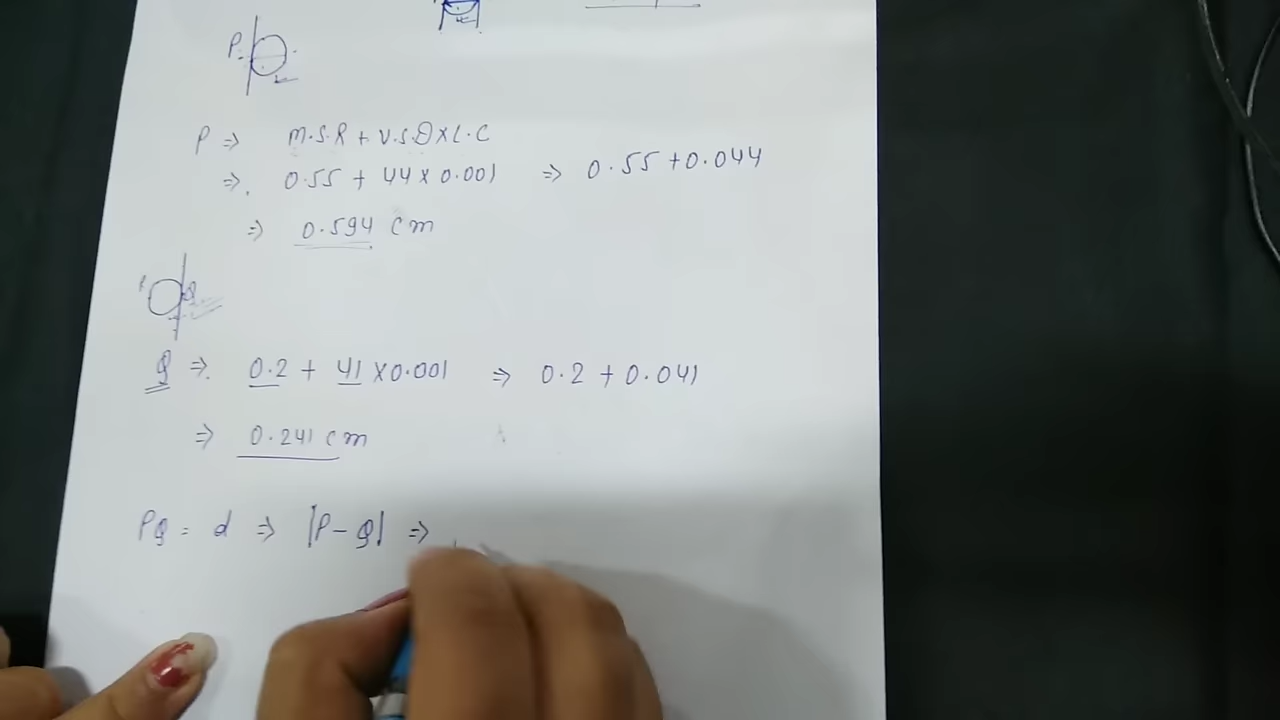 P
P ⇒ M.S.R + V.S.D × L.C
⇒. 0.55 + 44 × 0.001 ⇒ 0.55 + 0.044
⇒ 0.594 cm
P Q
Q ⇒. 0.2 + 41 × 0.001 ⇒ 0.2 + 0.041
⇒ 0.241 cm
PQ = d ⇒ |P - Q| ⇒